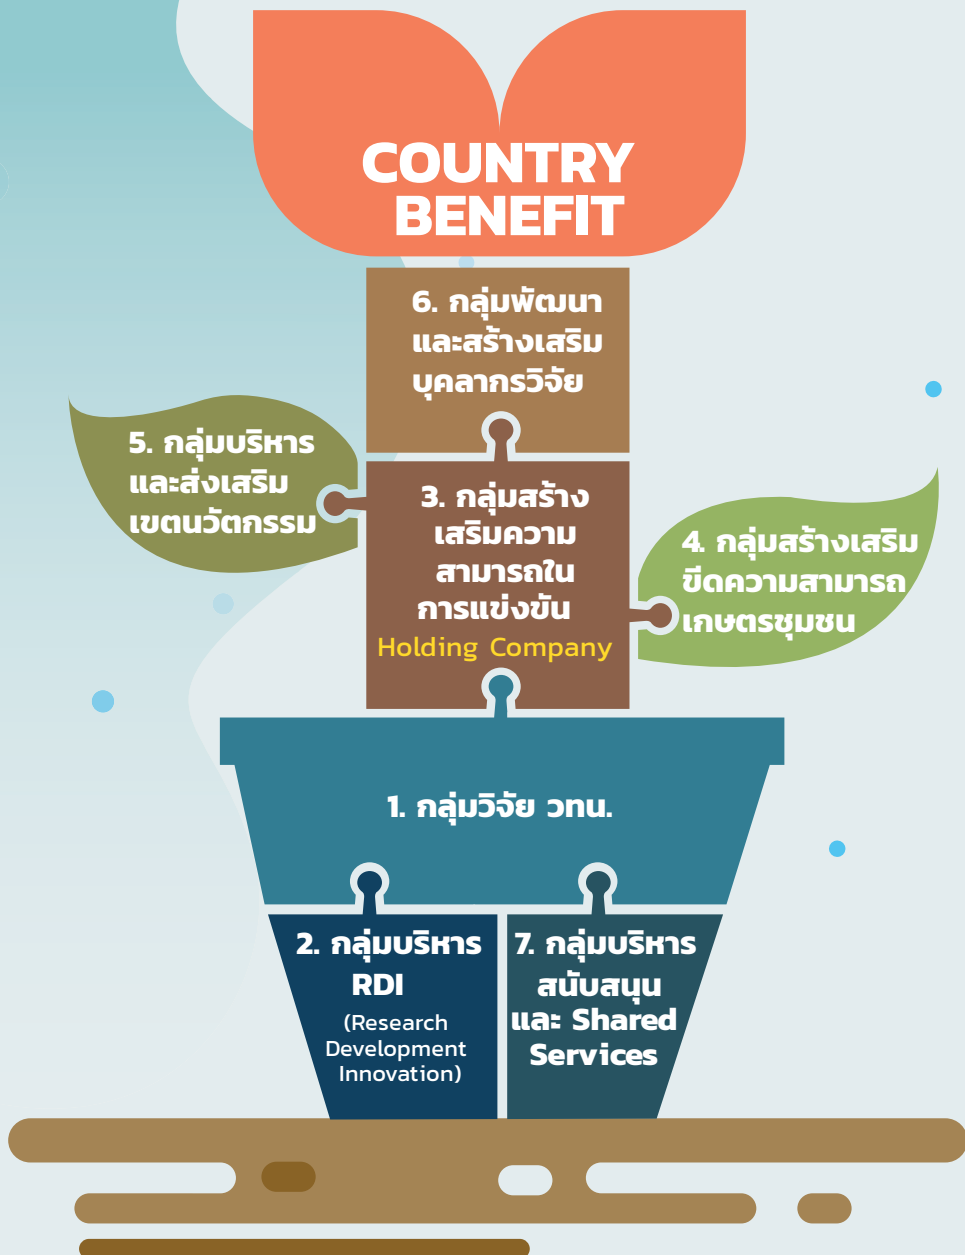 COUNTRY
BENEFIT
6. กลุ่มพัฒนา
และสร้างเสริม
บุคลากรวิจัย
5. กลุ่มบริหาร
และส่งเสริม
เขตนวัตกรรม
3. กลุ่มสร้าง
เสริมความ
สามารถใน
การแข่งขัน
Holding Company
4. กลุ่มสร้างเสริม
ขีดความสามารถ
เกษตรชุมชน
1. กลุ่มวิจัย วทน.
2. กลุ่มบริหาร
RDI
(Research
Development
Innovation)
7. กลุ่มบริหาร
สนับสนุน
และ Shared
Services